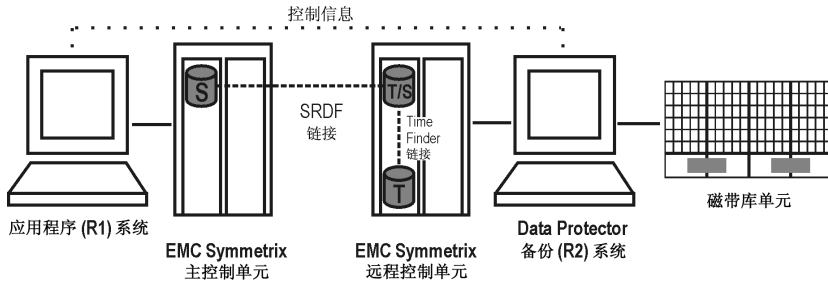 控制信息
S
T/S
SRDF
链接
Time
Finder
链接
T
应用程序 (R1) 系统
EMC Symmetrix
主控制单元
EMC Symmetrix
远程控制单元
Data Protector
备份 (R2) 系统
磁带库单元